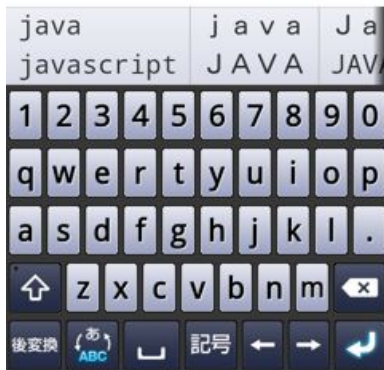 java ｊａｖａ Ｊａ
javascript ＪＡＶＡ JAV
1 2 3 4 5 6 7 8 9 0
q w e r t y u i o p
a s d f g h j k l .
z x c v b n m
後変換 あ ABC 記号 ← →